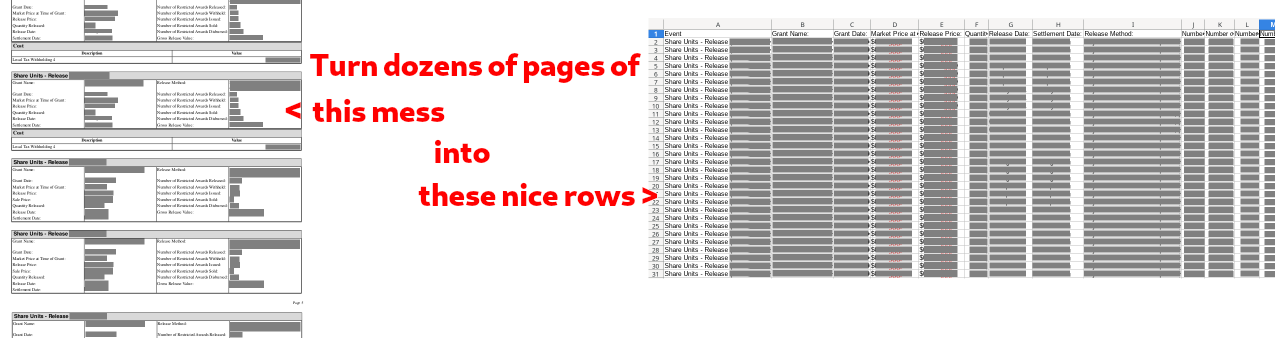 Grant Date: Number of Restricted Awards Released:
Market Price at Time of Grant: Number of Restricted Awards Withheld:
Release Price: Number of Restricted Awards Issued:
Quantity Released: Number of Restricted Awards Sold:
Release Date: Number of Restricted Awards Disbursed:
Settlement Date: Gross Release Value:
Cost
Description Value
Local Tax Withholding 4
Share Units - Release
Grant Name: Release Method:
Grant Date: Number of Restricted Awards Released:
Market Price at Time of Grant: Number of Restricted Awards Withheld:
Release Price: Number of Restricted Awards Issued:
Quantity Released: Number of Restricted Awards Sold:
Release Date: Number of Restricted Awards Disbursed:
Settlement Date: Gross Release Value:
Cost
Description Value
Local Tax Withholding 4
Share Units - Release
Grant Name: Release Method:
Grant Date: Number of Restricted Awards Released:
Market Price at Time of Grant: Number of Restricted Awards Withheld:
Release Price: Number of Restricted Awards Issued:
Sale Price: Number of Restricted Awards Sold:
Quantity Released: Number of Restricted Awards Disbursed:
Release Date: Gross Release Value:
Settlement Date:
Share Units - Release
Grant Name: Release Method:
Grant Date: Number of Restricted Awards Released:
Market Price at Time of Grant: Number of Restricted Awards Withheld:
Release Price: Number of Restricted Awards Issued:
Sale Price: Number of Restricted Awards Sold:
Quantity Released: Number of Restricted Awards Disbursed:
Release Date: Gross Release Value:
Settlement Date:
Share Units - Release
Grant Name: Release Method:
Grant Date: Number of Restricted Awards Released:
Turn dozens of pages of
< this mess
into
these nice rows >
A B C D E F G H I J K L M
1 Event Grant Name: Grant Date: Market Price at Release Price: Quantit Release Date: Settlement Date: Release Method: Number Number o Number Num
2 Share Units - Release
3 Share Units - Release
4 Share Units - Release
5 Share Units - Release
6 Share Units - Release
7 Share Units - Release
8 Share Units - Release
9 Share Units - Release
10 Share Units - Release
11 Share Units - Release
12 Share Units - Release
13 Share Units - Release
14 Share Units - Release
15 Share Units - Release
16 Share Units - Release
17 Share Units - Release
18 Share Units - Release
19 Share Units - Release
20 Share Units - Release
21 Share Units - Release
22 Share Units - Release
23 Share Units - Release
24 Share Units - Release
25 Share Units - Release
26 Share Units - Release
27 Share Units - Release
28 Share Units - Release
29 Share Units - Release
30 Share Units - Release
31 Share Units - Release